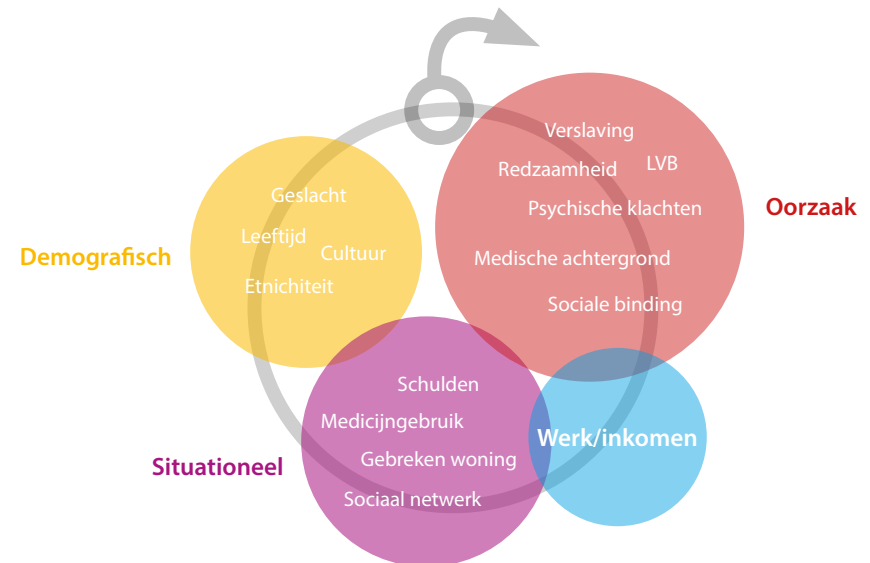 Verslaving
Redzaamheid
LVB
Psychische klachten
Medische achtergrond
Sociale binding
Oorzaak
Geslacht
Leeftijd
Cultuur
Etnichiteit
Demografisch
Schulden
Medicijngebruik
Gebreken woning
Sociaal netwerk
Situationeel
Werk/inkomen